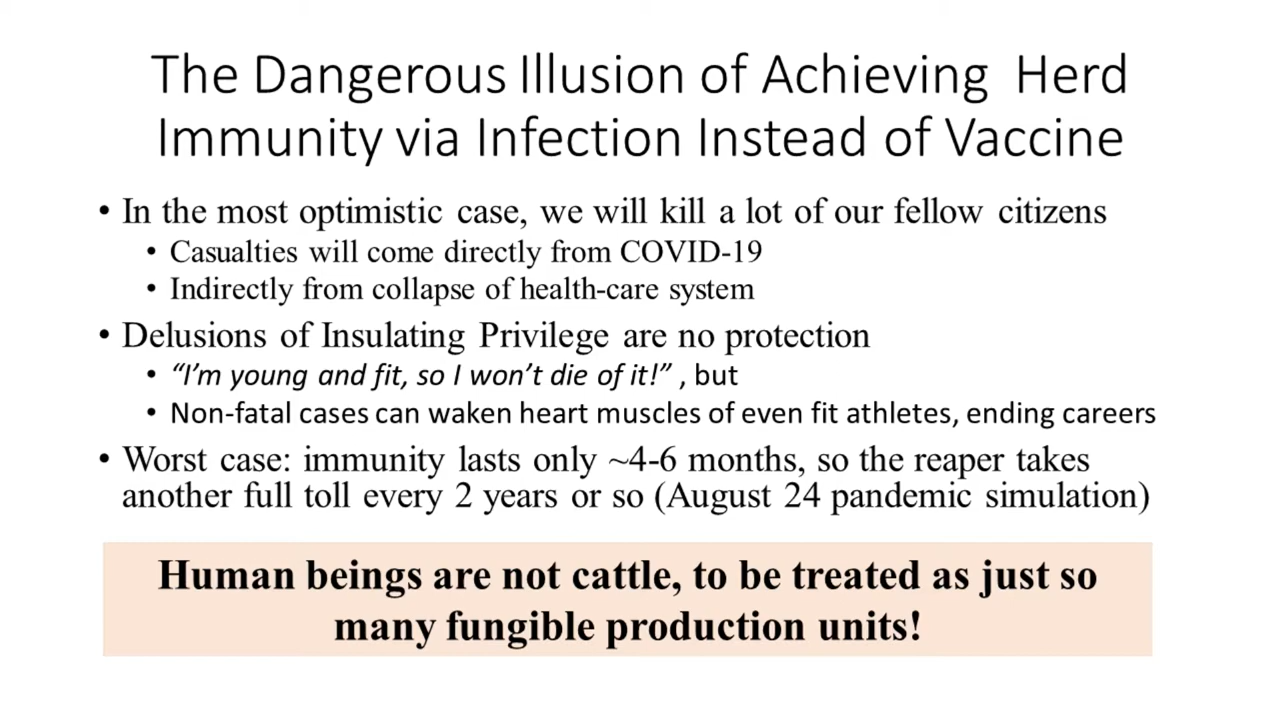 The Dangerous Illusion of Achieving Herd
Immunity via Infection Instead of Vaccine
• In the most optimistic case, we will kill a lot of our fellow citizens
• Casualties will come directly from COVID-19
• Indirectly from collapse of health-care system
• Delusions of Insulating Privilege are no protection
• “I’m young and fit, so I won’t die of it!” , but
• Non-fatal cases can waken heart muscles of even fit athletes, ending careers
• Worst case: immunity lasts only ~4-6 months, so the reaper takes
another full toll every 2 years or so (August 24 pandemic simulation)
Human beings are not cattle, to be treated as just so
many fungible production units!